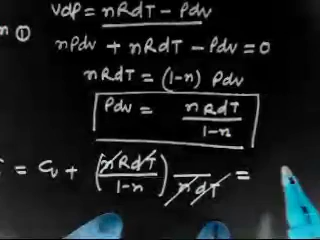 Vdp = nRdT - Pdv
n ①
nPdv + nRdT - Pdv = 0
nRdT = (1-n) Pdv
Pdv = nRdT / 1-n
= Cv + (nRdT / 1-n) / ndT =